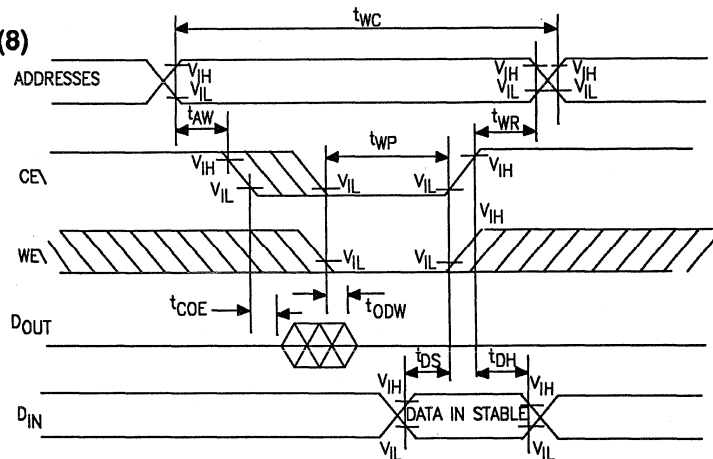 (8)
tWC
ADDRESSES
VIH
VIL
VIH
VIL
VIH
VIL
tAW
tWP
tWR
CE\
VIH
VIL
VIL
VIL
VIH
WE\
VIL
VIL
VIH
tCOE
tODW
DOUT
tDS
tDH
DIN
VIH
VIL
DATA IN STABLE
VIH
VIL